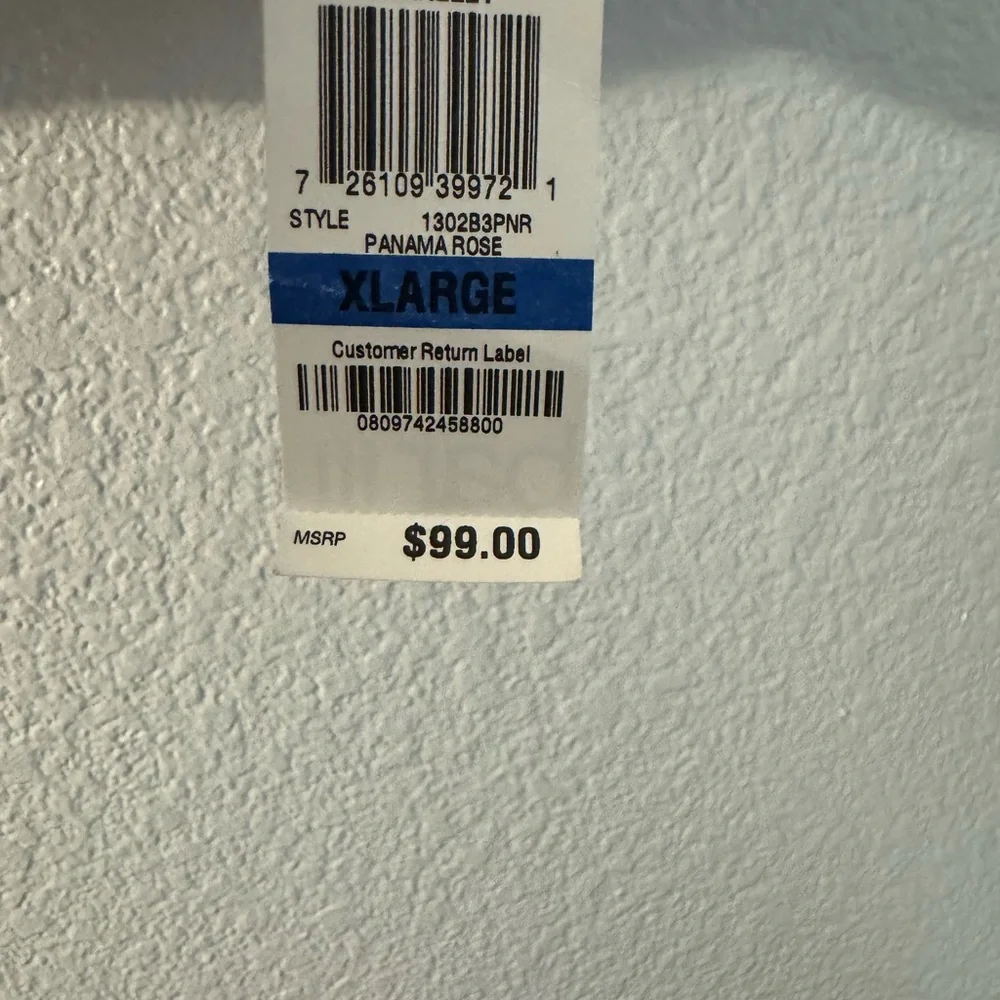 7 26109 39972 1
STYLE 1302B3PNR
PANAMA ROSE
XLARGE
Customer Return Label
0809742458800
MSRP $99.00